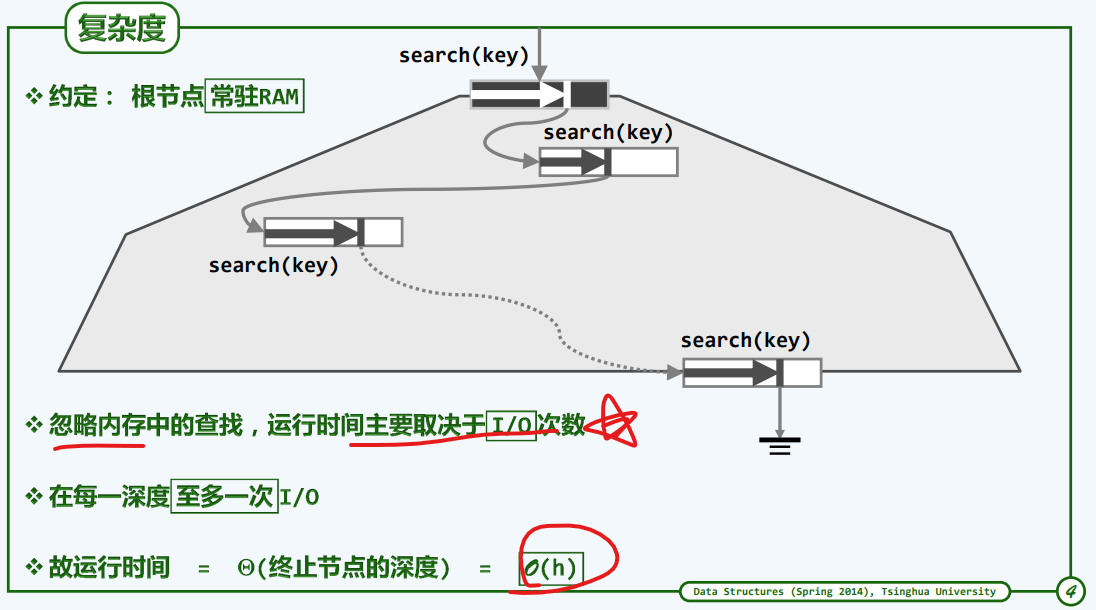 复杂度
search(key)
❖ 约定： 根节点常驻RAM
search(key)
search(key)
search(key)
❖ 忽略内存中的查找，运行时间主要取决于I/O次数
❖ 在每一深度至多一次I/O
❖ 故运行时间 = Θ(终止节点的深度) = O(h)
Data Structures (Spring 2014), Tsinghua University
4